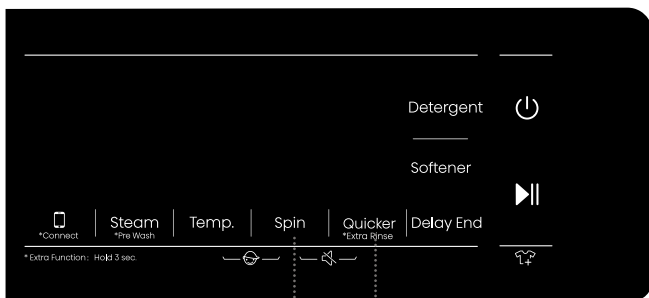 Detergent
Softener
*Connect
Steam
*Pre Wash
Temp.
Spin
Quicker
*Extra Rinse
Delay End
* Extra Function : Hold 3 sec.